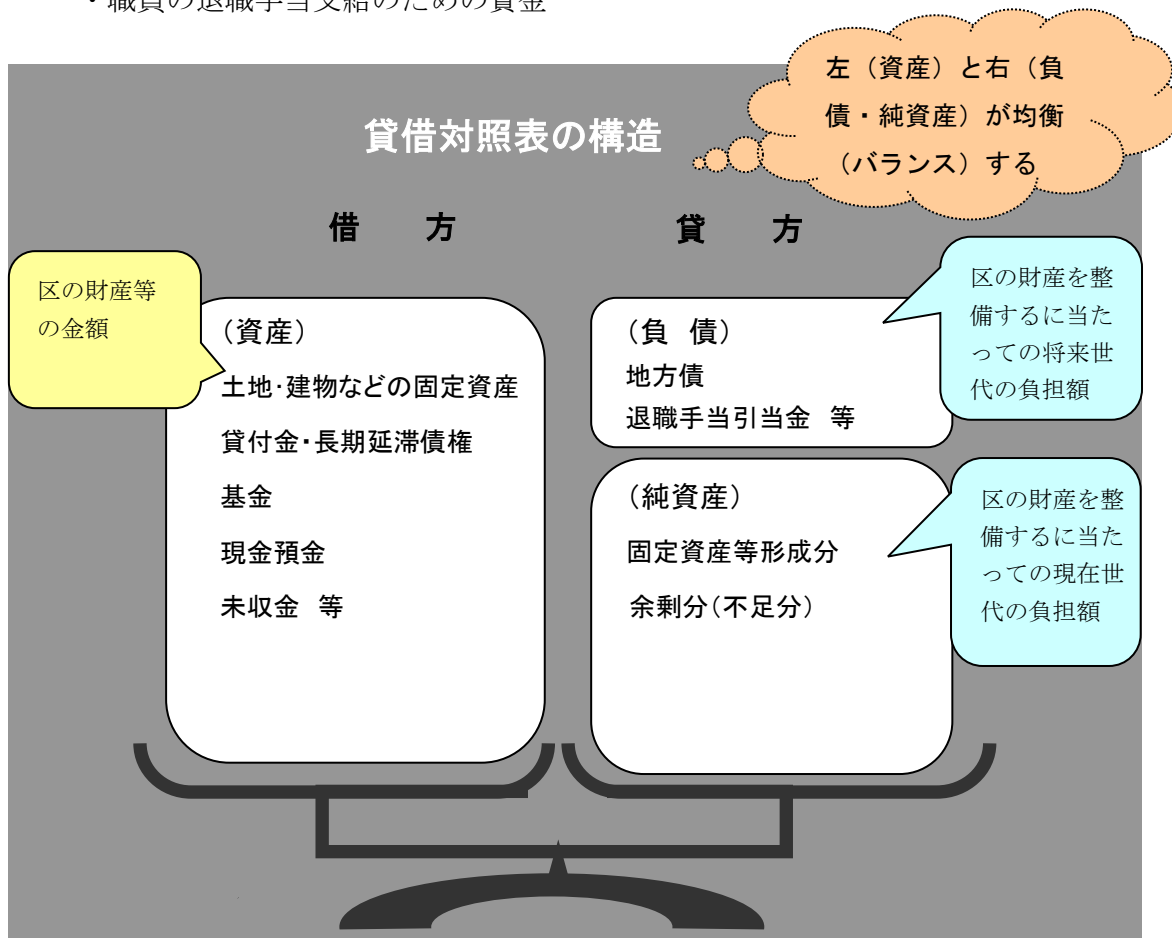 ・職員の退職手当支給のための資金
左（資産）と右（負
債・純資産）が均衡
（バランス）する
貸借対照表の構造
借　方
貸　方
区の財産等
の金額
（資産）
土地・建物などの固定資産
貸付金・長期延滞債権
基金
現金預金
未収金　等
（負　債）
地方債
退職手当引当金　等
区の財産を整
備するに当た
っての将来世
代の負担額
（純資産）
固定資産等形成分
余剰分（不足分）
区の財産を整
備するに当た
っての現在世
代の負担額